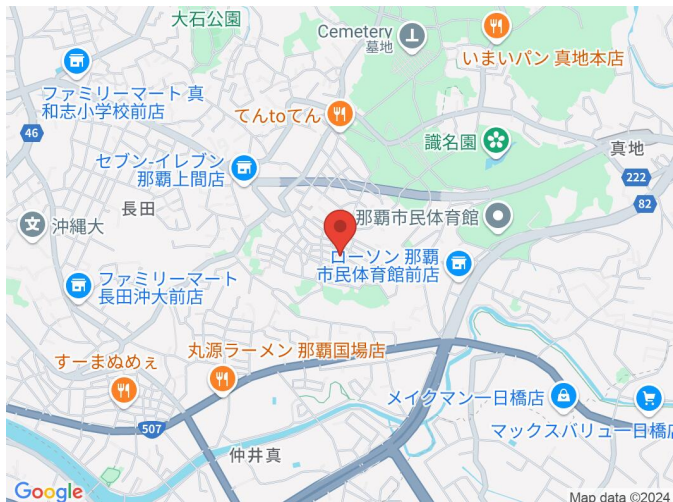 大石公園
Cemetery
墓地
いまいパン 真地本店
ファミリーマート 真
和志小学校前店
てんtoてん
46
識名園
真地
セブン-イレブン
那覇上間店
222
長田
82
沖縄大
那覇市民体育館
ローソン 那覇
市民体育館前店
ファミリーマート
長田沖大前店
丸源ラーメン 那覇国場店
すーまぬめぇ
メイクマン一日橋店
507
マックスバリュ一日橋店
仲井真
Google
Map data ©2024